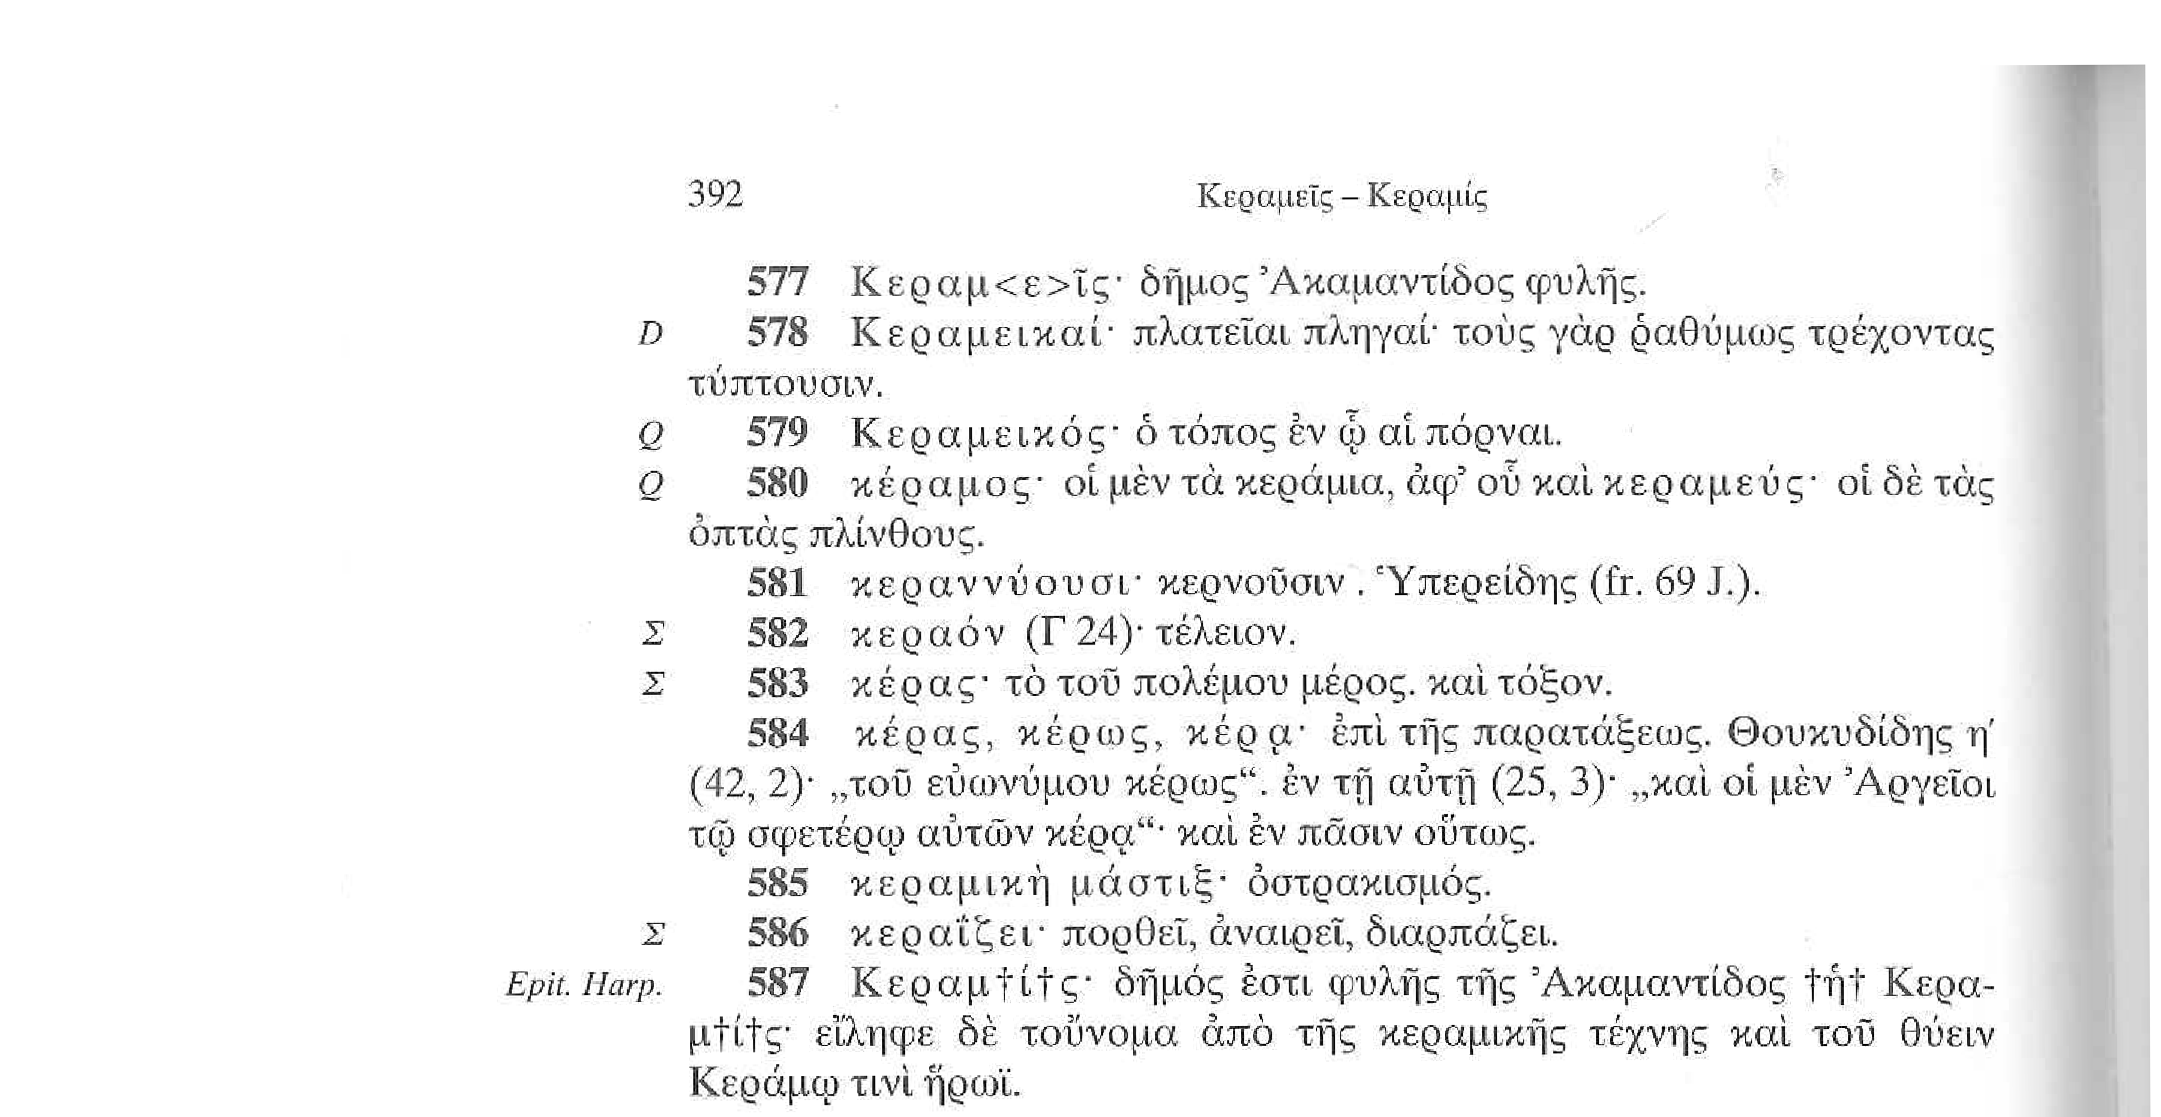 392 Κεραμεῖς – Κεραμίς
577 Κεραμ<ε>ῖς· δῆμος Ἀκαμαντίδος φυλῆς.
D 578 Κεραμεικαί· πλατεῖαι πληγαί· τοὺς γὰρ ῥαθύμως τρέχοντας
τύπτουσιν.
Q 579 Κεραμεικός· ὁ τόπος ἐν ᾧ αἱ πόρναι.
Q 580 κέραμος· οἱ μὲν τὰ κεράμια, ἀφ’ οὗ καὶ κεραμεύς· οἱ δὲ τὰς
ὀπτὰς πλίνθους.
581 κεραννύουσι· κερνοῦσιν. Ὑπερείδης (fr. 69 J.).
Σ 582 κεραόν (Γ 24)· τέλειον.
Σ 583 κέρας· τὸ τοῦ πολέμου μέρος. καὶ τόξον.
584 κέρας, κέρως, κέρᾳ· ἐπὶ τῆς παρατάξεως. Θουκυδίδης η′
(42, 2)· „τοῦ εὐωνύμου κέρως“. ἐν τῇ αὐτῇ (25, 3)· „καὶ οἱ μὲν Ἀργεῖοι
τῷ σφετέρῳ αὐτῶν κέρᾳ“· καὶ ἐν πᾶσιν οὕτως.
585 κεραμικὴ μάστιξ· ὀστρακισμός.
Σ 586 κεραΐζει· πορθεῖ, ἀναιρεῖ, διαρπάζει.
Epit. Harp. 587 Κεραμ†ί†ς· δῆμός ἐστι φυλῆς τῆς Ἀκαμαντίδος †ἡ† Κερα-
μ†ί†ς· εἴληφε δὲ τοὔνομα ἀπὸ τῆς κεραμικῆς τέχνης καὶ τοῦ θύειν
Κεράμῳ τινὶ ἥρωϊ.